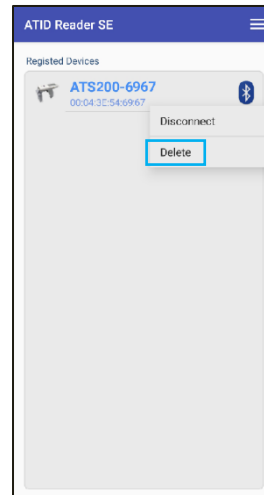 ATID Reader SE
Registed Devices
ATS200-6967
00:04:3E:54:69:67
Disconnect
Delete